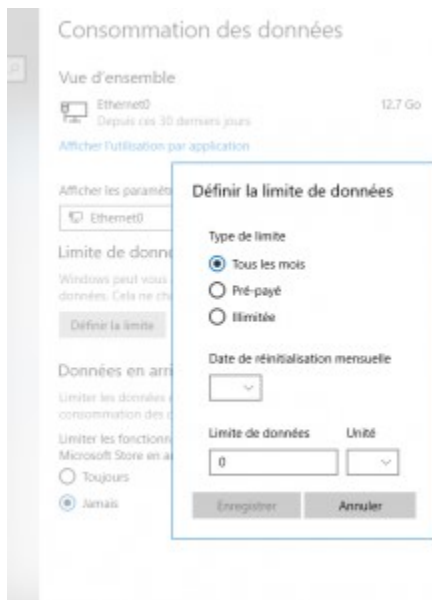 Consommation des données
Vue d'ensemble
Ethernet0
12.7 Go
Depuis ces 30 derniers jours
Afficher l'utilisation par application
Afficher les paramèt
Ethernet0
Limite de donn
Windows peut vous
données. Cela ne ch
Définir la limite
Données en arri
Limiter les données
consommation des
Limiter les fonctionn
Microsoft Store en a
Toujours
Jamais
Définir la limite de données
Type de limite
Tous les mois
Pré-payé
Illimitée
Date de réinitialisation mensuelle
Limite de données Unité
0
Enregistrer Annuler